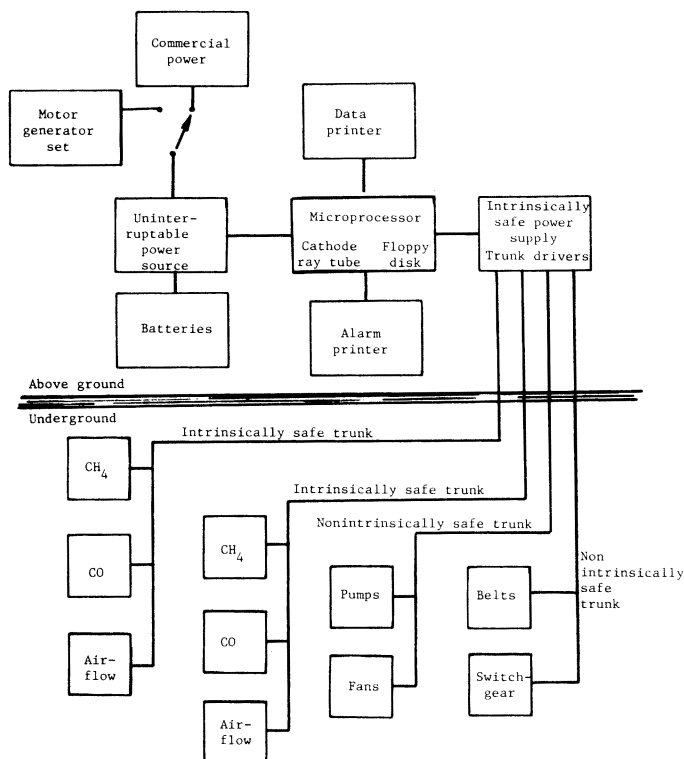 Commercial
power
Motor
generator
set
Data
printer
Uninter-
ruptable
power
source
Microprocessor
Cathode
ray tube
Floppy
disk
Intrinsically
safe power
supply
Trunk drivers
Batteries
Alarm
printer
Above ground
Underground
Intrinsically safe trunk
CH4
CO
Air-
flow
Intrinsically safe trunk
CH4
CO
Air-
flow
Nonintrinsically safe trunk
Pumps
Fans
Non
intrinsically
safe
trunk
Belts
Switch-
gear